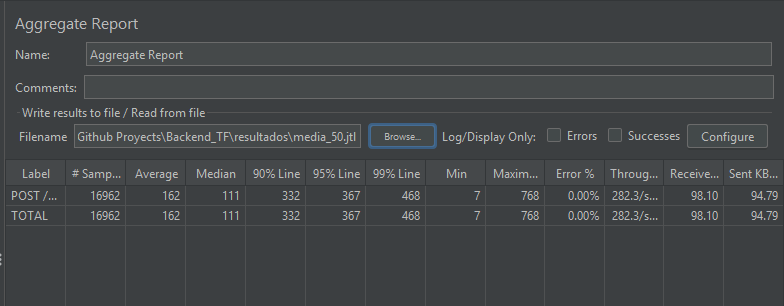 Aggregate Report
Name: Aggregate Report
Comments:
Write results to file / Read from file
Filename Github Proyects\Backend_TF\resultados\media_50.jtl Browse... Log/Display Only: Errors Successes Configure
Label # Samp... Average Median 90% Line 95% Line 99% Line Min Maxim... Error % Throug... Receive... Sent KB...
POST /... 16962 162 111 332 367 468 7 768 0.00% 282.3/s... 98.10 94.79
TOTAL 16962 162 111 332 367 468 7 768 0.00% 282.3/s... 98.10 94.79